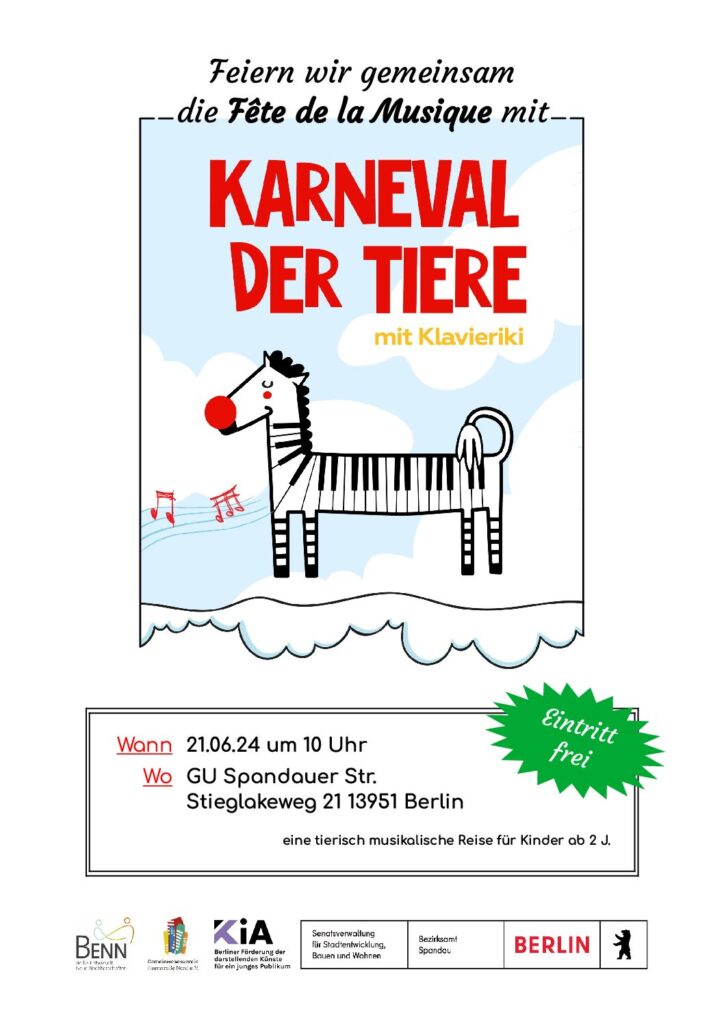 Feiern wir gemeinsam
die Fête de la Musique mit
KARNEVAL
DER TIERE
mit Klavieriki
Eintritt
frei
Wann 21.06.24 um 10 Uhr
Wo GU Spandauer Str.
Stieglakeweg 21 13951 Berlin
eine tierisch musikalische Reise für Kinder ab 2 J.
BENN
Gemeinwesenverein
Heerstraße Nord e.V.
KiA
Berliner Förderung der
darstellenden Künste
für ein junges Publikum
Senatsverwaltung
für Stadtentwicklung,
Bauen und Wohnen
Bezirksamt
Spandau
BERLIN